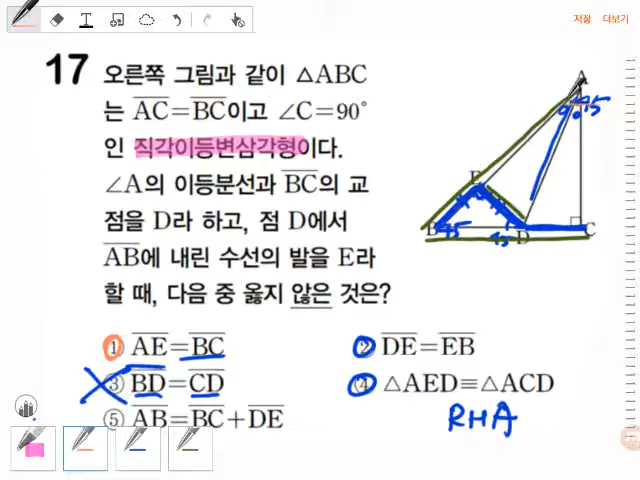 저장 더보기
17 오른쪽 그림과 같이 △ABC
는 AC=BC이고 ∠C=90°
인 직각이등변삼각형이다.
∠A의 이등분선과 BC의 교
점을 D라 하고, 점 D에서
AB에 내린 수선의 발을 E라
할 때, 다음 중 옳지 않은 것은?
A
E
B 45
45 D
C
① AE=BC ② DE=EB
③ BD=CD ④ △AED≡△ACD
RHA
⑤ AB=BC+DE